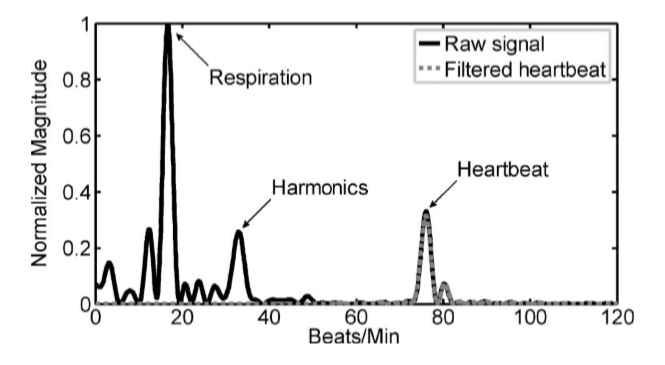 1
0.8
0.6
0.4
0.2
0
Normalized Magnitude
Raw signal
Filtered heartbeat
Respiration
Harmonics
Heartbeat
0 20 40 60 80 100 120
Beats/Min